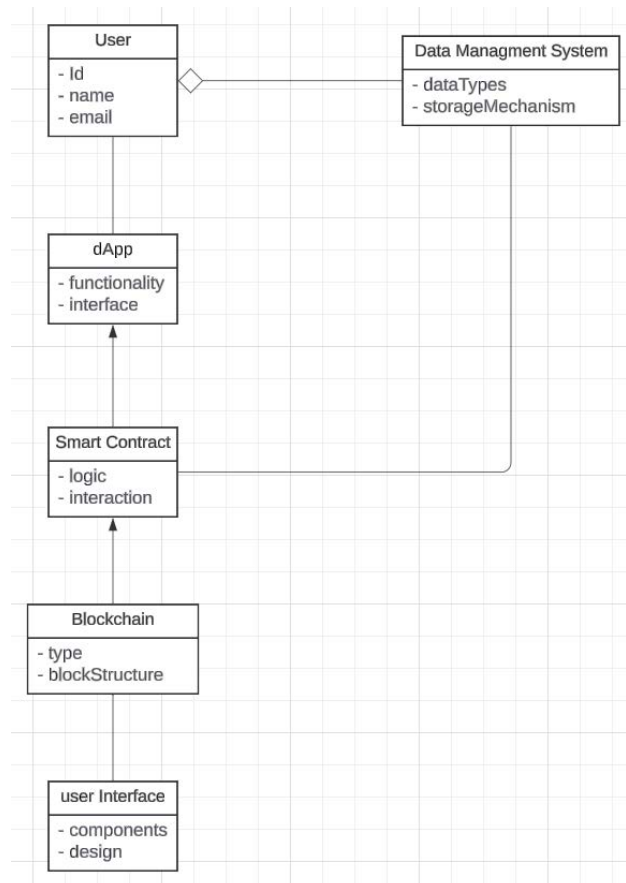 User
- Id
- name
- email
Data Managment System
- dataTypes
- storageMechanism
dApp
- functionality
- interface
Smart Contract
- logic
- interaction
Blockchain
- type
- blockStructure
user Interface
- components
- design